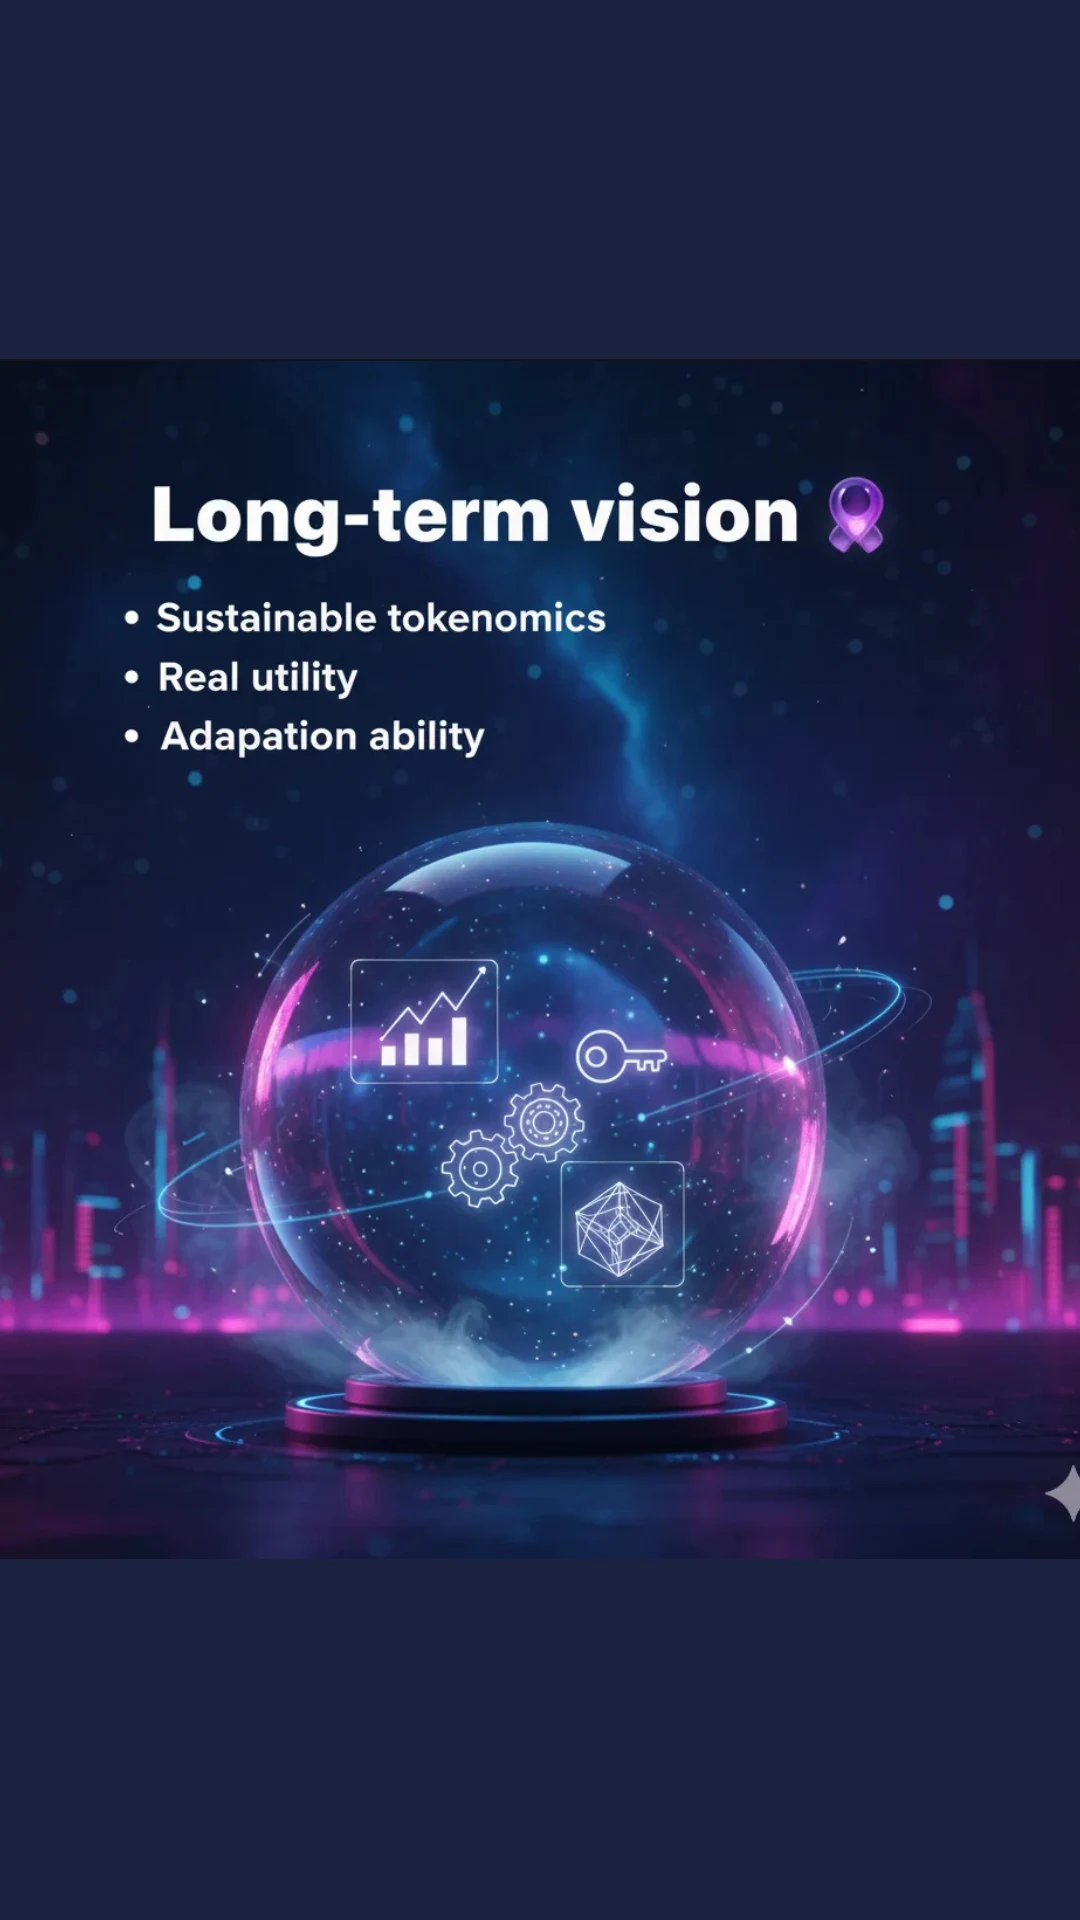 Long-term vision
• Sustainable tokenomics
• Real utility
• Adapation ability